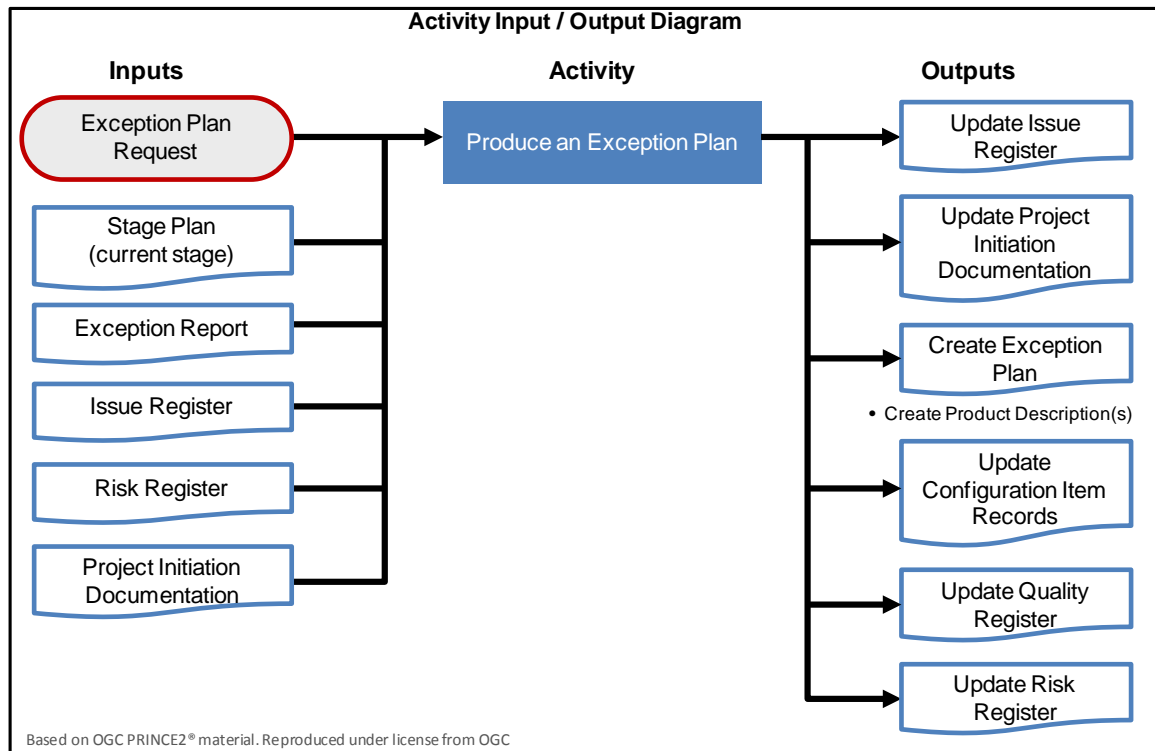 Activity Input / Output Diagram
Inputs
Activity
Outputs
Exception Plan
Request
Stage Plan
(current stage)
Exception Report
Issue Register
Risk Register
Project Initiation
Documentation
Produce an Exception Plan
Update Issue
Register
Update Project
Initiation
Documentation
Create Exception
Plan
• Create Product Description(s)
Update
Configuration Item
Records
Update Quality
Register
Update Risk
Register
Based on OGC PRINCE2® material. Reproduced under license from OGC